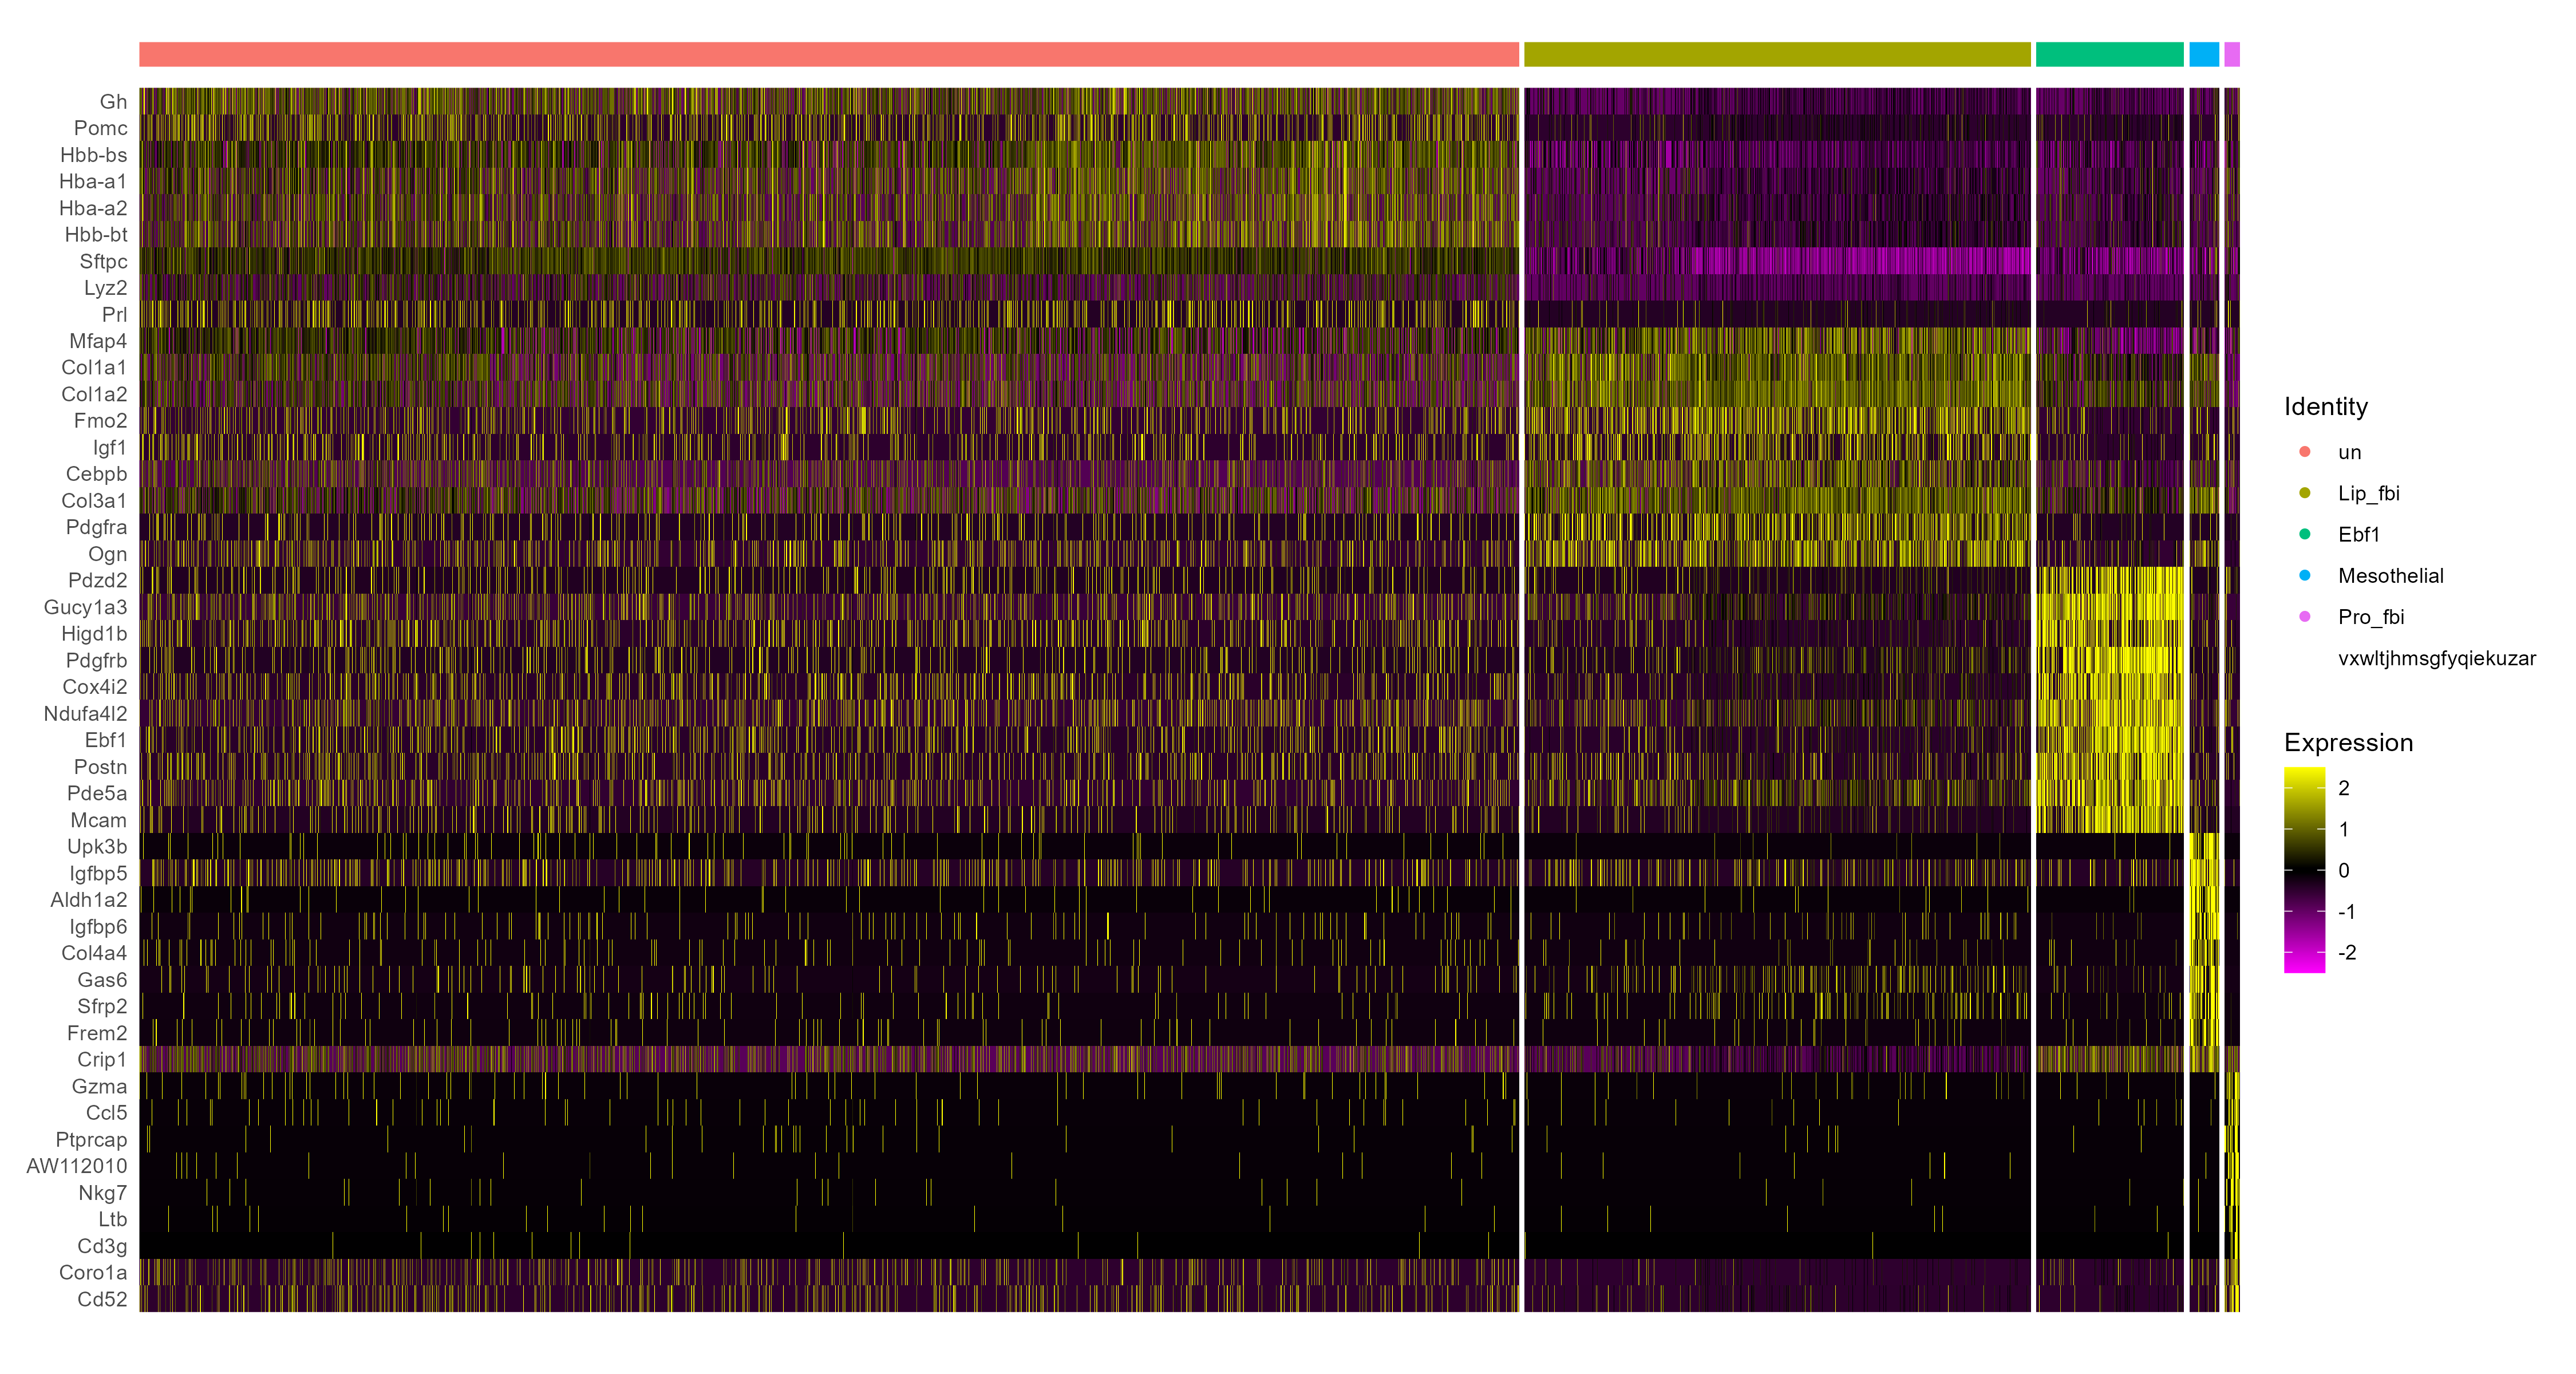 Gh
Pomc
Hbb-bs
Hba-a1
Hba-a2
Hbb-bt
Sftpc
Lyz2
Prl
Mfap4
Col1a1
Col1a2
Fmo2
Igf1
Cebpb
Col3a1
Pdgfra
Ogn
Pdzd2
Gucy1a3
Higd1b
Pdgfrb
Cox4i2
Ndufa4l2
Ebf1
Postn
Pde5a
Mcam
Upk3b
Igfbp5
Aldh1a2
Igfbp6
Col4a4
Gas6
Sfrp2
Frem2
Crip1
Gzma
Ccl5
Ptprcap
AW112010
Nkg7
Ltb
Cd3g
Coro1a
Cd52
Identity
un
Lip_fbi
Ebf1
Mesothelial
Pro_fbi
vxwltjhmsgfyqiekuzar
Expression
2
1
0
-1
-2